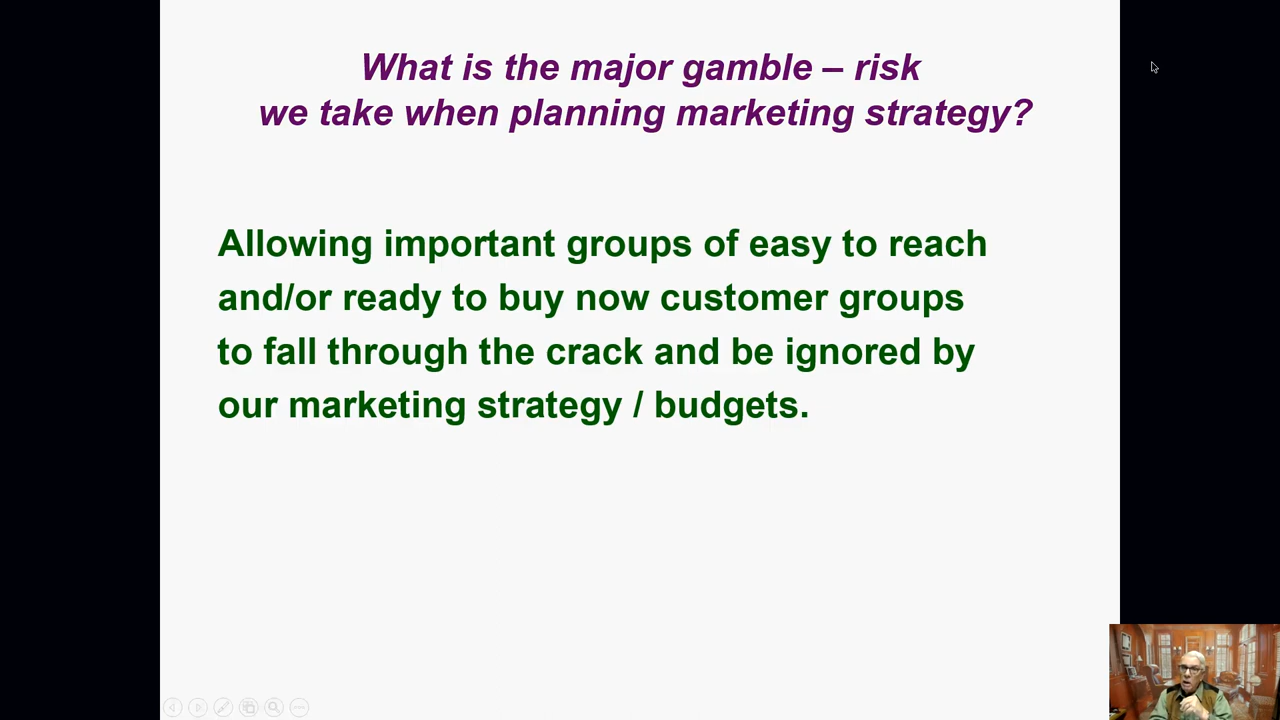 What is the major gamble – risk
we take when planning marketing strategy?
Allowing important groups of easy to reach
and/or ready to buy now customer groups
to fall through the crack and be ignored by
our marketing strategy / budgets.